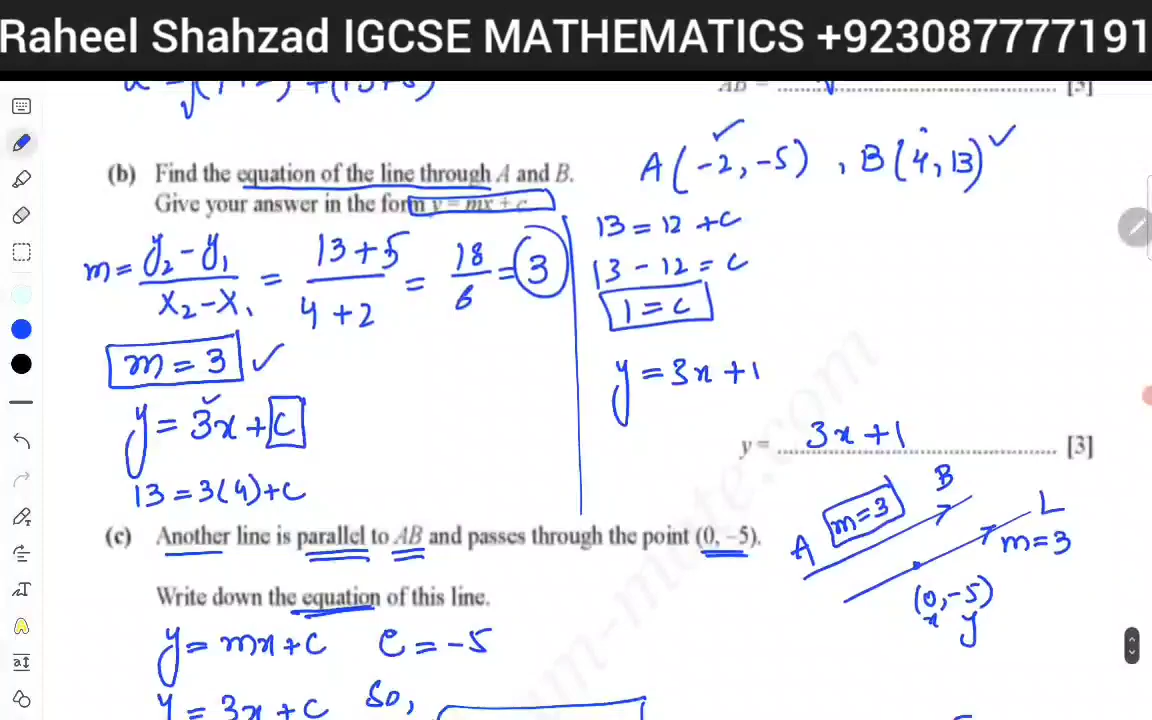 Raheel Shahzad IGCSE MATHEMATICS +923087777191
AB = [3]
(b) Find the equation of the line through A and B.
Give your answer in the form y = mx + c
A(-2, -5) , B(4, 13)
m = y₂ - y₁ / x₂ - x₁ = 13 + 5 / 4 + 2 = 18 / 6 = 3
m = 3
y = 3x + c
13 = 3(4) + c
13 = 12 + c
13 - 12 = c
1 = c
y = 3x + 1
y = 3x + 1 [3]
(c) Another line is parallel to AB and passes through the point (0, –5).
A m=3 B
L
m=3
(0, -5)
x y
Write down the equation of this line.
y = mx + c c = -5
y = 3x + c So,